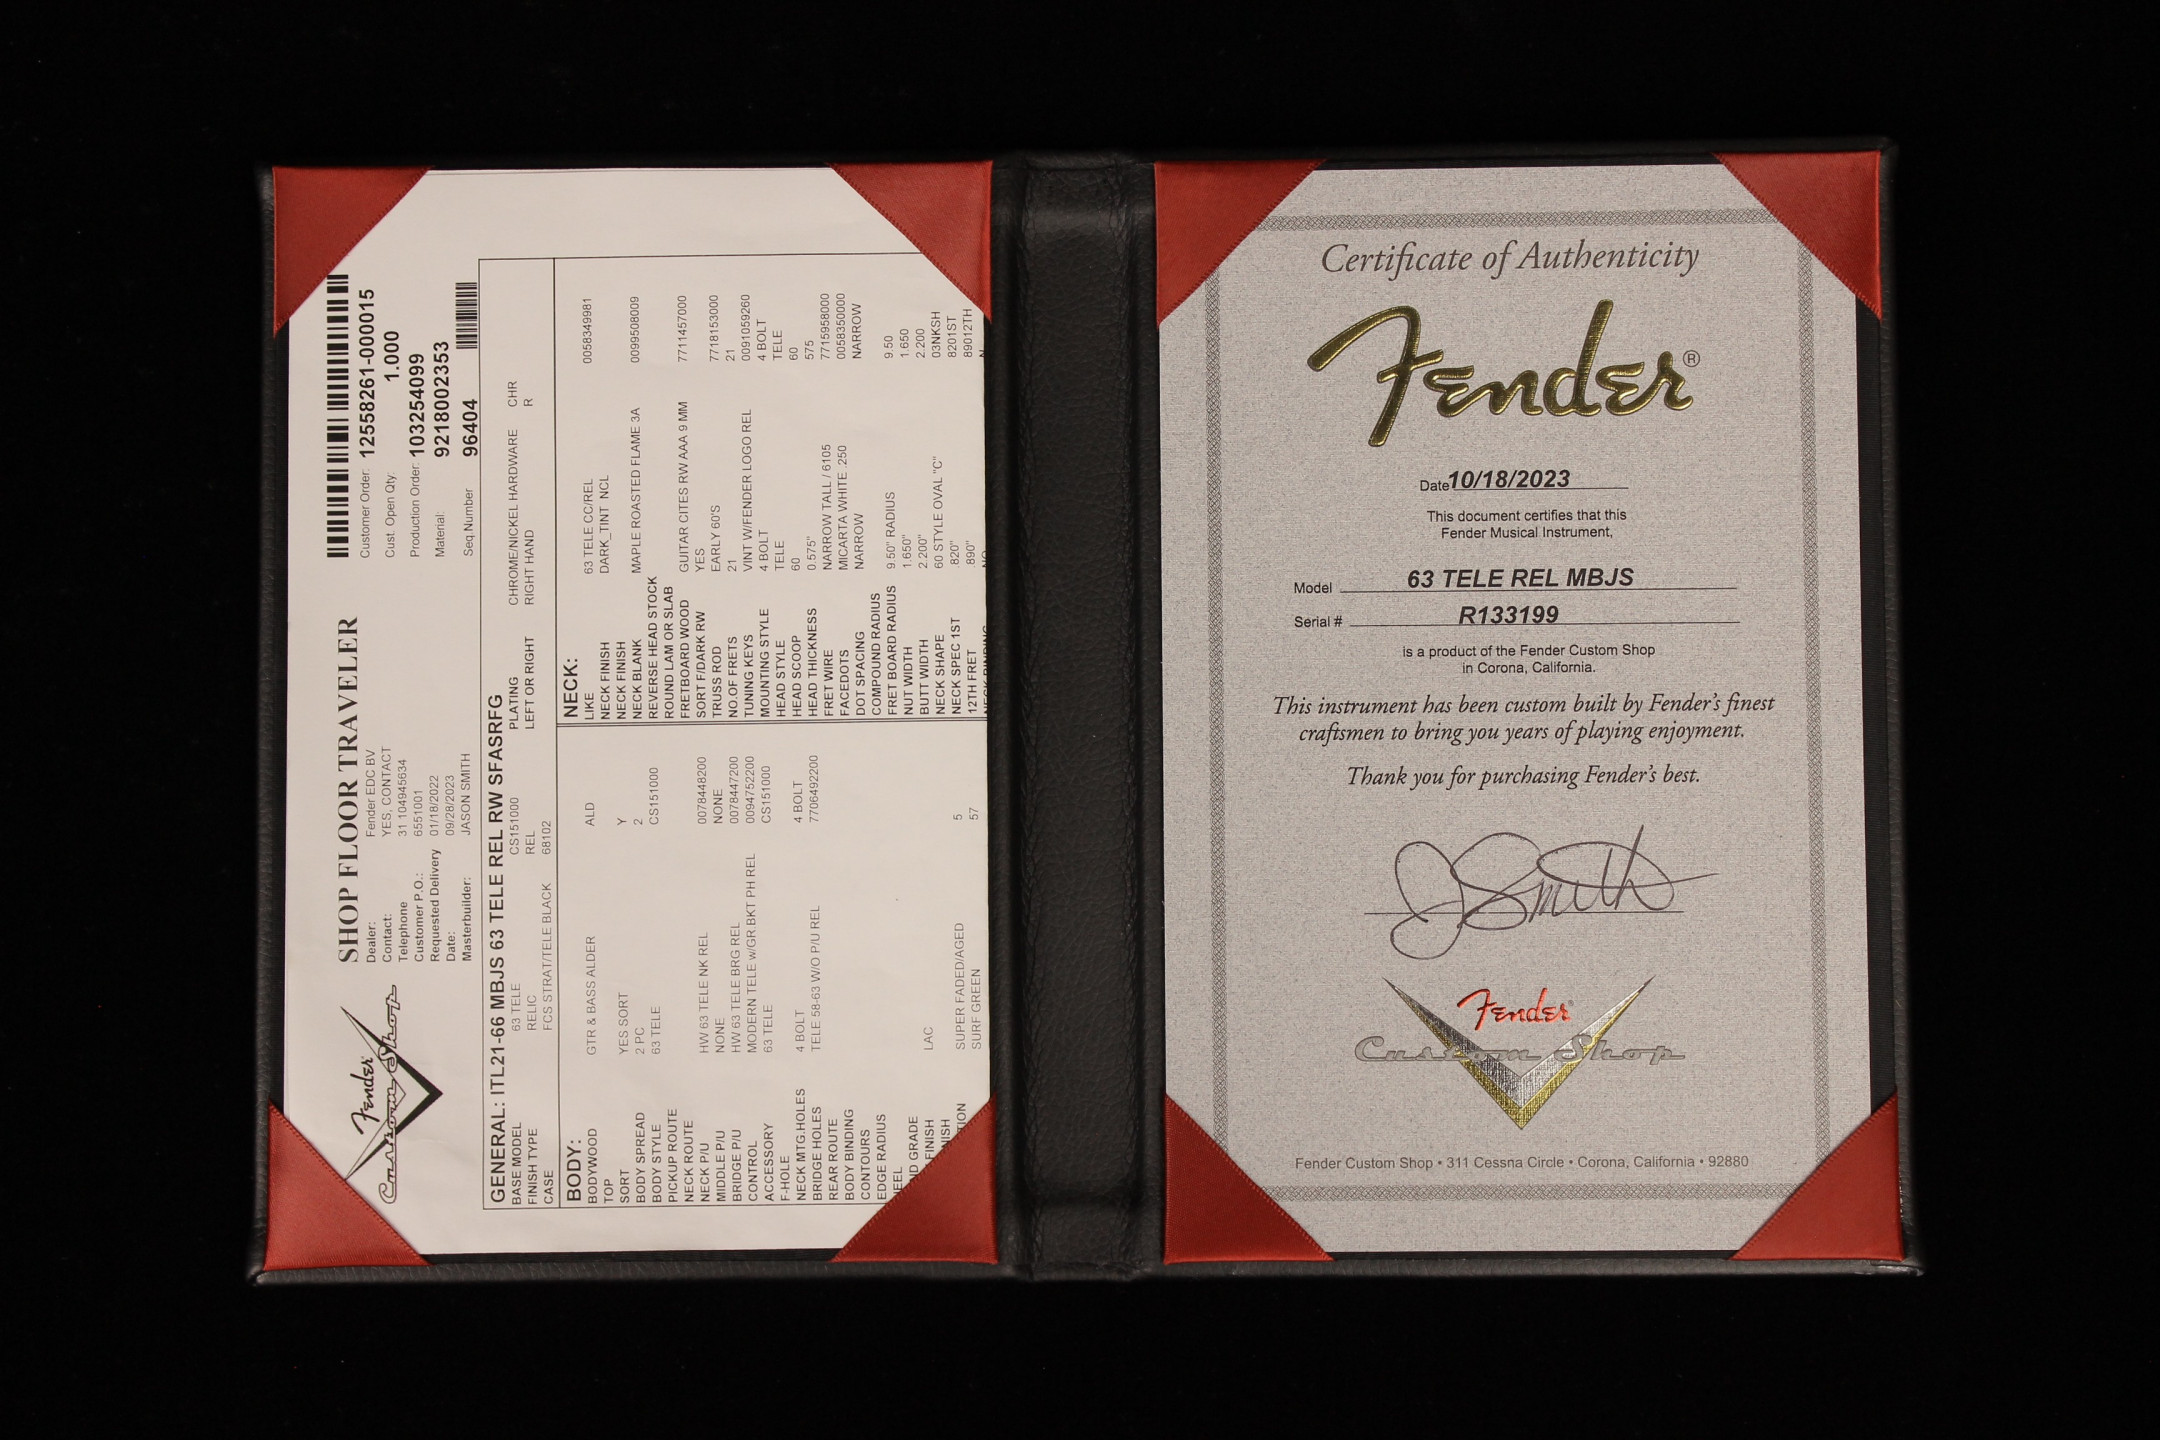 Fender
Custom Shop
SHOP FLOOR TRAVELER
Dealer: Fender EDC BV
Contact: YES, CONTACT
Telephone 31 104945634
Customer P.O.: 6551001
Requested Delivery 01/18/2022
Date: 09/28/2023
Masterbuilder: JASON SMITH
Customer Order: 12558261-000015
Cust. Open Qty: 1.000
Production Order: 103254099
Material: 9218002353
Seq.Number 96404
GENERAL: ITL21-66 MBJS 63 TELE REL RW SFASRFG
BASE MODEL 63 TELE CS151000 PLATING CHROME/NICKEL HARDWARE CHR
FINISH TYPE RELIC REL LEFT OR RIGHT RIGHT HAND R
CASE FCS STRAT/TELE BLACK 68102
BODY:
BODYWOOD GTR & BASS ALDER ALD
TOP
SORT YES SORT Y
BODY SPREAD 2 PC 2
BODY STYLE 63 TELE CS151000
PICKUP ROUTE
NECK ROUTE
NECK P/U HW 63 TELE NK REL 0078448200
MIDDLE P/U NONE NONE
BRIDGE P/U HW 63 TELE BRG REL 0078447200
CONTROL MODERN TELE w/GR BKT PH REL 0094752200
ACCESSORY 63 TELE CS151000
F-HOLE
NECK MTG.HOLES 4 BOLT 4 BOLT
BRIDGE HOLES TELE 58-63 W/O P/U REL 7706492200
REAR ROUTE
BODY BINDING
CONTOURS
EDGE RADIUS
EEL
ND GRADE
FINISH LAC
NISH
TION SUPER FADED/AGED 5
SURF GREEN 57
NECK:
LIKE 63 TELE CC/REL 0058349981
NECK FINISH DARK_TINT NCL
NECK FINISH
NECK BLANK MAPLE ROASTED FLAME 3A 0099508009
REVERSE HEAD STOCK
ROUND LAM OR SLAB
FRETBOARD WOOD GUITAR CITES RW AAA 9 MM 7711457000
SORT F/DARK RW YES
TRUSS ROD EARLY 60'S 7718153000
NO.OF FRETS 21 21
TUNING KEYS VINT W/FENDER LOGO REL 0091059260
MOUNTING STYLE 4 BOLT 4 BOLT
HEAD STYLE TELE TELE
HEAD SCOOP 60 60
HEAD THICKNESS 0.575" 575
FRET WIRE NARROW TALL / 6105 7715958000
FACEDOTS MICARTA WHITE .250 0058350000
DOT SPACING NARROW NARROW
COMPOUND RADIUS
FRET BOARD RADIUS 9.50" RADIUS 9.50
NUT WIDTH 1.650" 1.650
BUTT WIDTH 2.200" 2.200
NECK SHAPE 60 STYLE OVAL "C" 03NKSH
NECK SPEC 1ST .820" 8201ST
12TH FRET .890" 89012TH
Certificate of Authenticity
Fender®
Date 10/18/2023
This document certifies that this
Fender Musical Instrument,
Model 63 TELE REL MBJS
Serial # R133199
is a product of the Fender Custom Shop
in Corona, California.
This instrument has been custom built by Fender's finest
craftsmen to bring you years of playing enjoyment.
Thank you for purchasing Fender's best.
J Smith
Fender
Custom Shop
Fender Custom Shop • 311 Cessna Circle • Corona, California • 92880